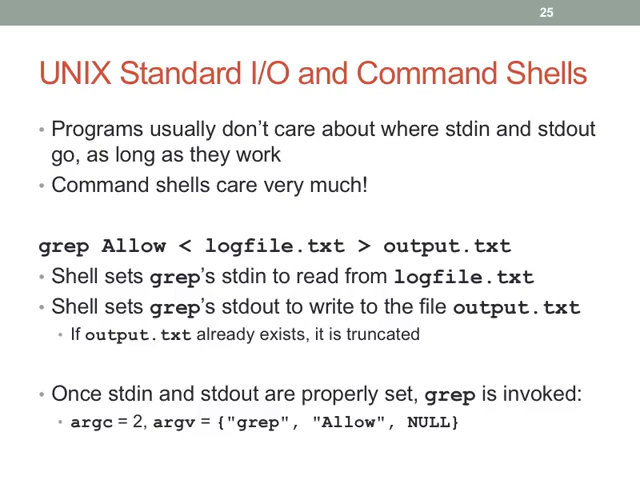 25
UNIX Standard I/O and Command Shells
• Programs usually don't care about where stdin and stdout
go, as long as they work
• Command shells care very much!
grep Allow < logfile.txt > output.txt
• Shell sets grep's stdin to read from logfile.txt
• Shell sets grep's stdout to write to the file output.txt
• If output.txt already exists, it is truncated
• Once stdin and stdout are properly set, grep is invoked:
• argc = 2, argv = {"grep", "Allow", NULL}